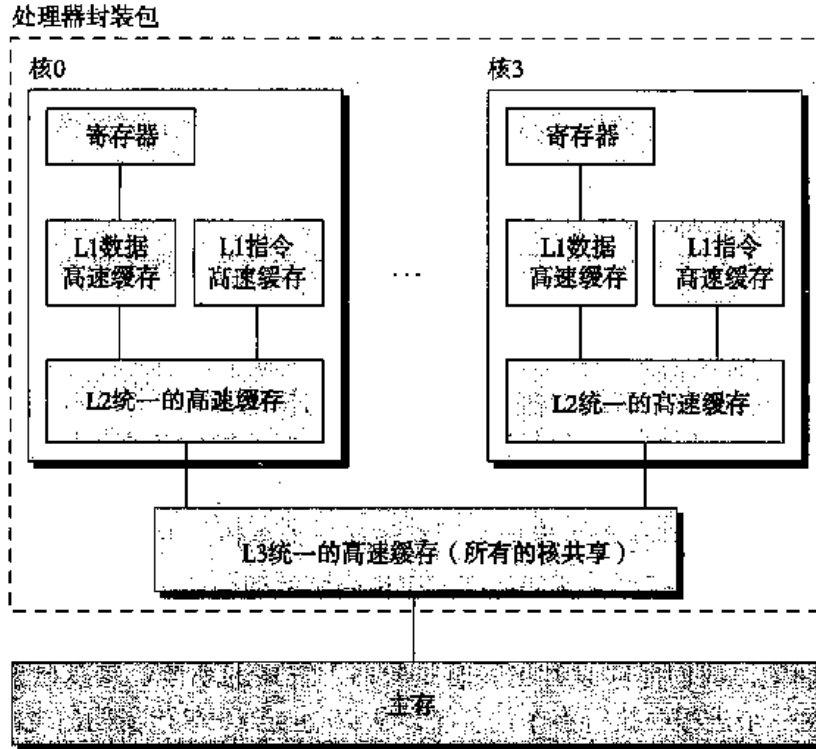 处理器封装包
核0
核3
寄存器
寄存器
L1数据
高速缓存
L1指令
高速缓存
…
L1数据
高速缓存
L1指令
高速缓存
L2统一的高速缓存
L2统一的高速缓存
L3统一的高速缓存（所有的核共享）
主存